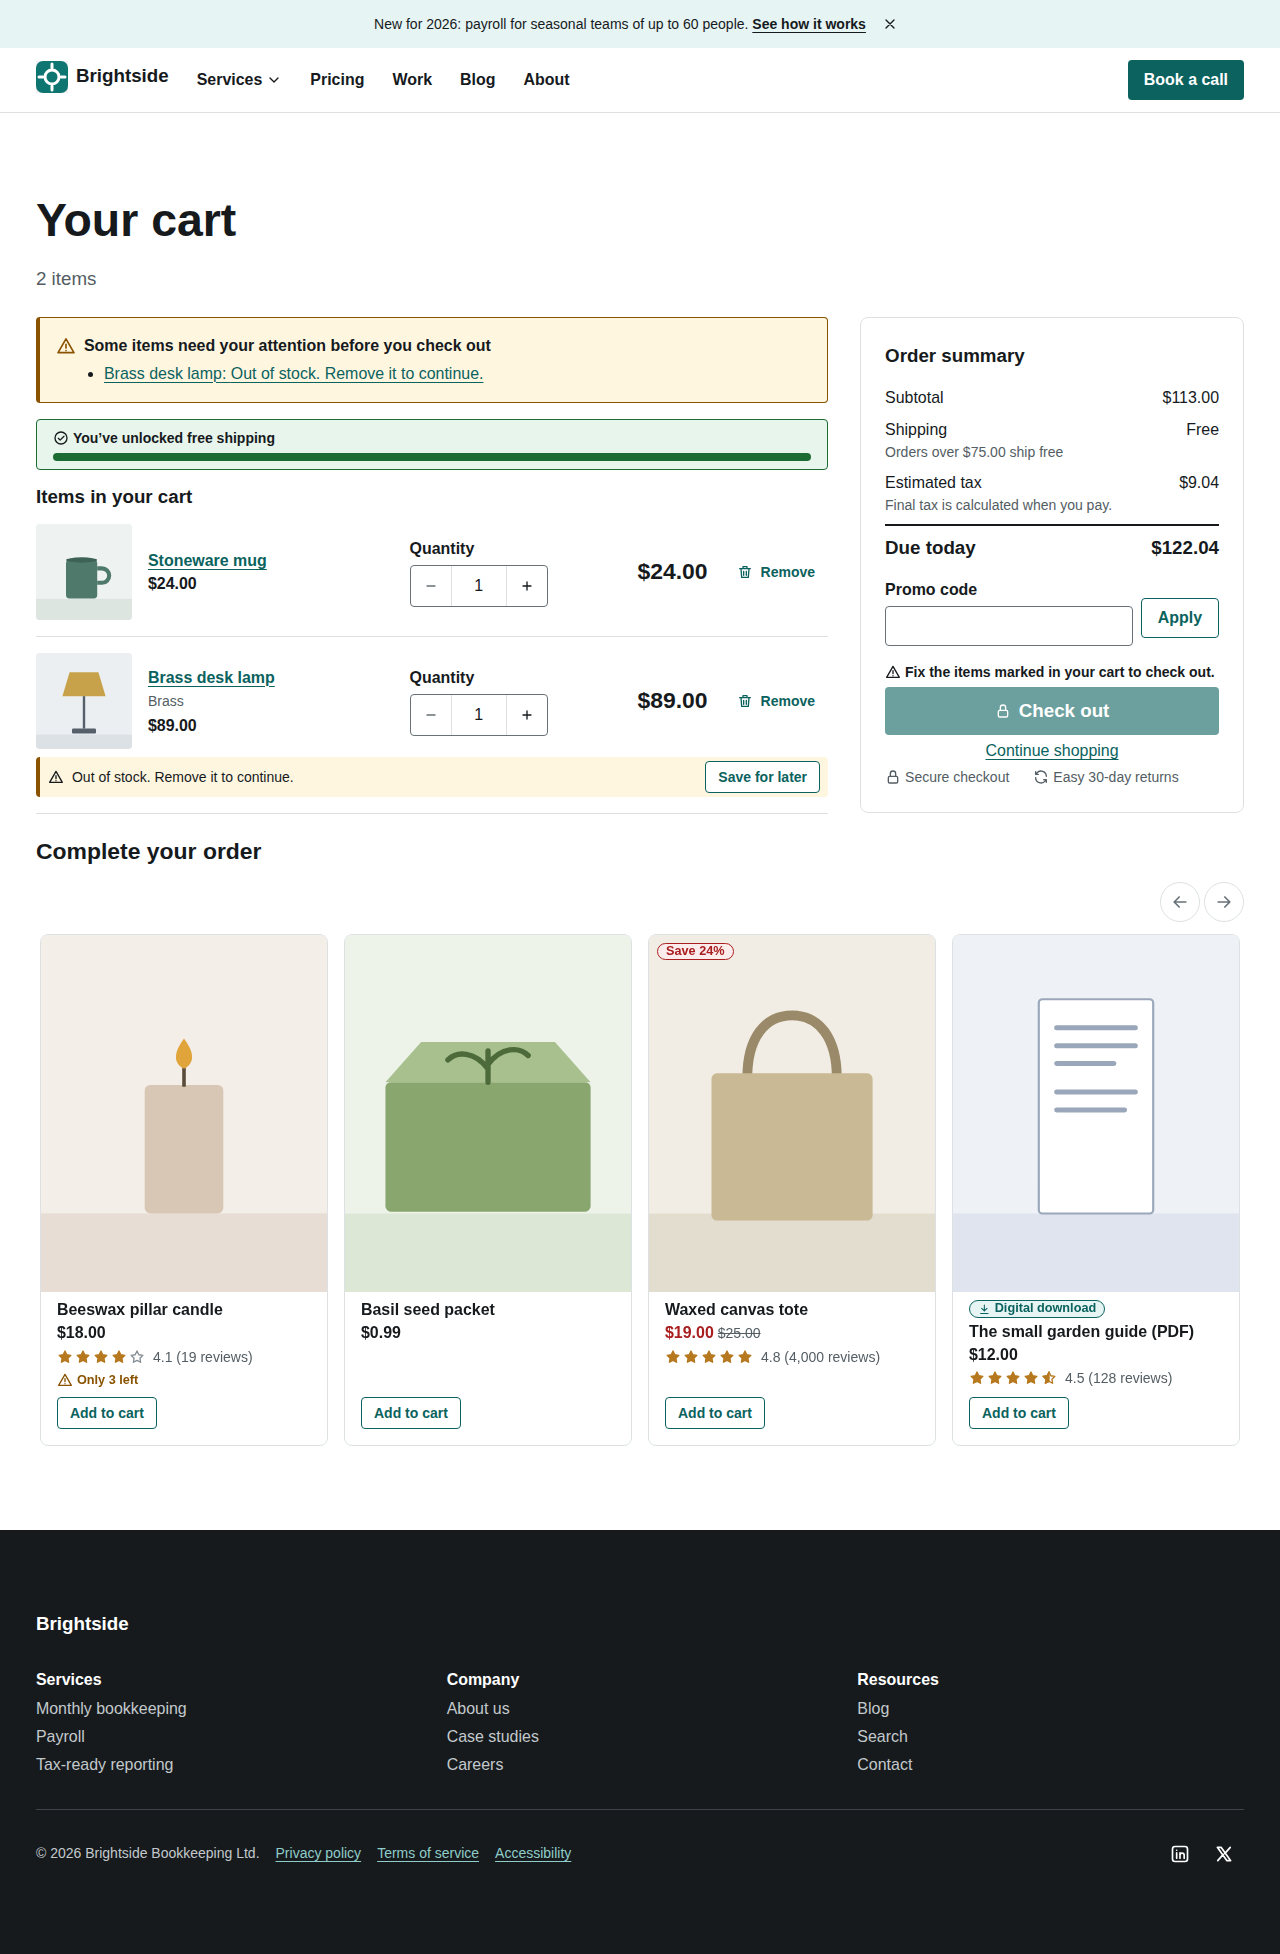 New for 2026: payroll for seasonal teams of up to 60 people. See how it works
Brightside
Services
Pricing
Work
Blog
About
Book a call
Your cart
2 items
Some items need your attention before you check out
Brass desk lamp: Out of stock. Remove it to continue.
You’ve unlocked free shipping
Items in your cart
Stoneware mug
$24.00
Quantity
1
$24.00
Remove
Brass desk lamp
Brass
$89.00
Quantity
1
$89.00
Remove
Out of stock. Remove it to continue.
Save for later
Order summary
Subtotal $113.00
Shipping Free
Orders over $75.00 ship free
Estimated tax $9.04
Final tax is calculated when you pay.
Due today $122.04
Promo code
Apply
Fix the items marked in your cart to check out.
Check out
Continue shopping
Secure checkout
Easy 30-day returns
Complete your order
Beeswax pillar candle
$18.00
4.1 (19 reviews)
Only 3 left
Add to cart
Basil seed packet
$0.99
Add to cart
Save 24%
Waxed canvas tote
$19.00 $25.00
4.8 (4,000 reviews)
Add to cart
Digital download
The small garden guide (PDF)
$12.00
4.5 (128 reviews)
Add to cart
Brightside
Services
Monthly bookkeeping
Payroll
Tax-ready reporting
Company
About us
Case studies
Careers
Resources
Blog
Search
Contact
© 2026 Brightside Bookkeeping Ltd. Privacy policy Terms of service Accessibility